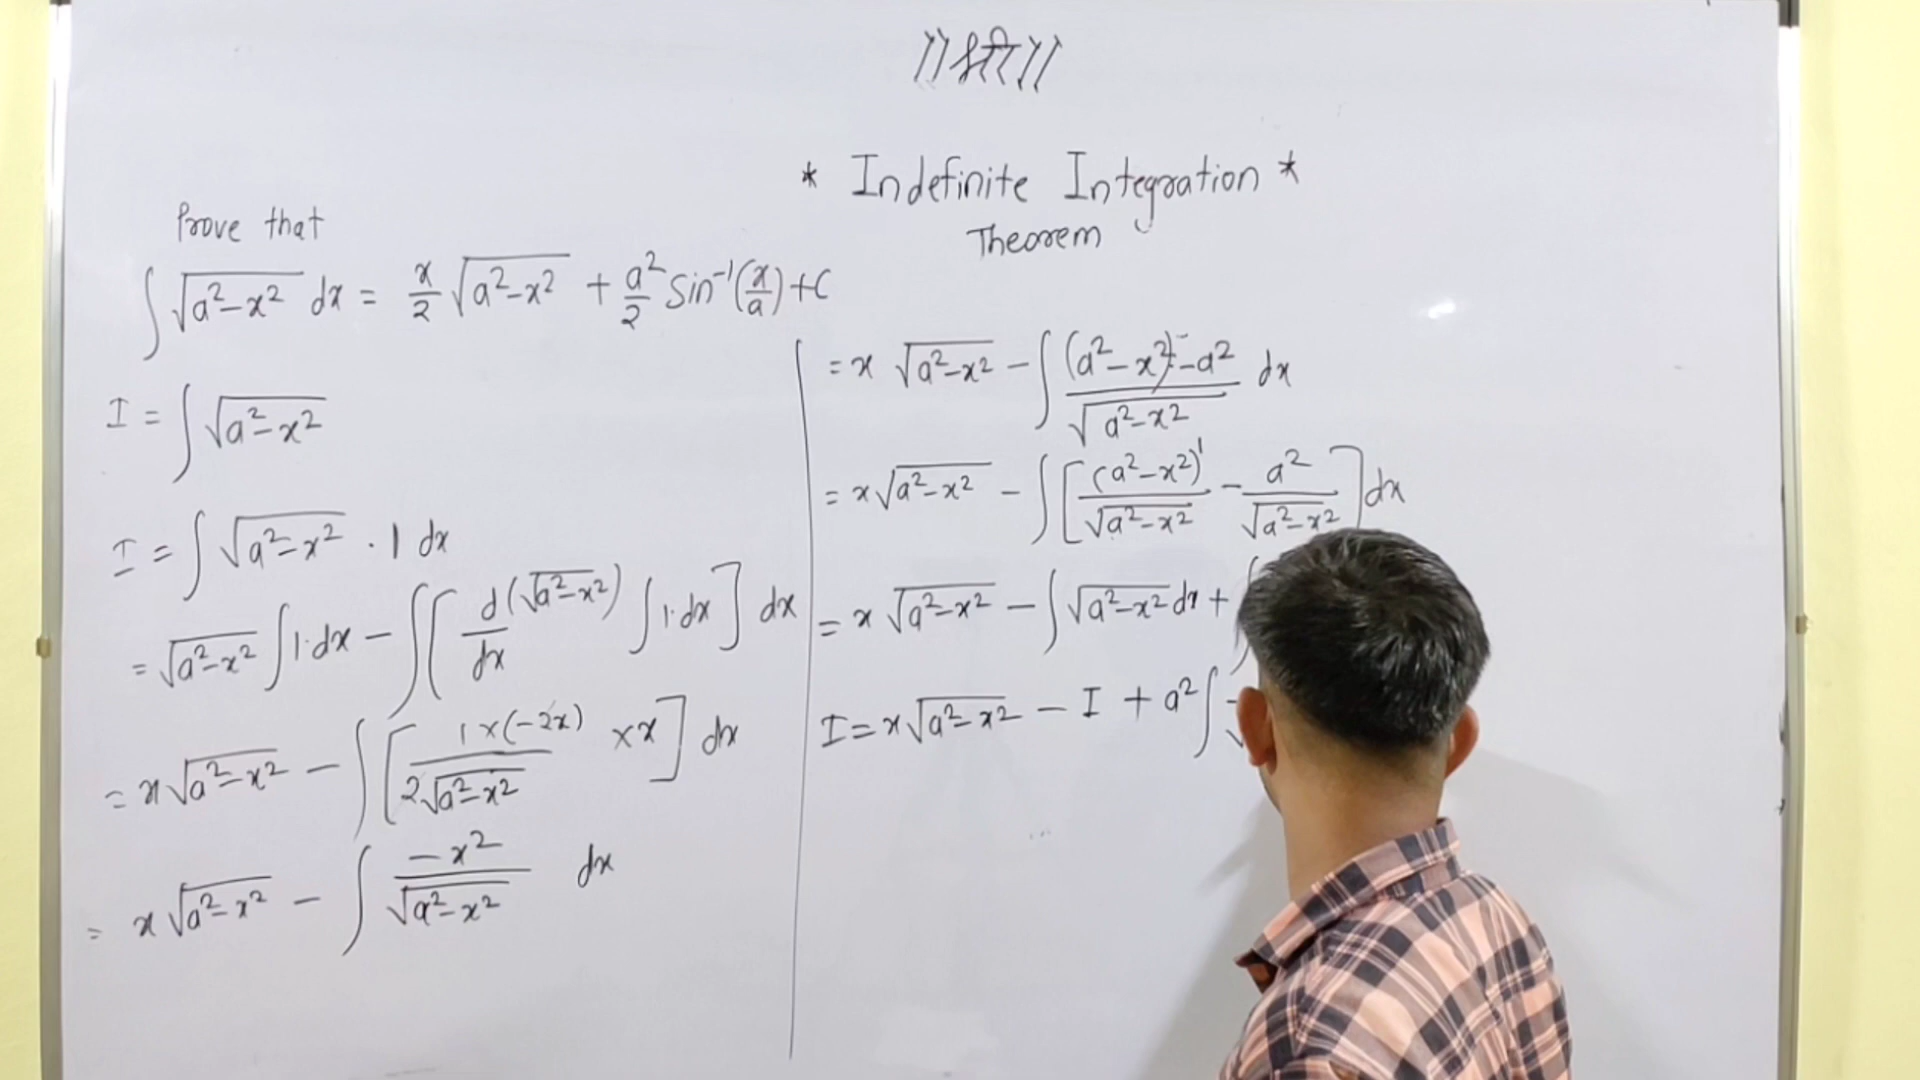 ॥श्री॥
* Indefinite Integration *
Theorem
Prove that
∫ √(a²-x²) dx = x/2 √(a²-x²) + a²/2 Sin⁻¹(x/a) + C
I = ∫ √(a²-x²)
I = ∫ √(a²-x²) . 1 dx
= √(a²-x²) ∫ 1.dx - ∫ [ d/dx (√(a²-x²)) ∫ 1.dx ] dx
= x √(a²-x²) - ∫ [ 1×(-2x) / 2√(a²-x²) × x ] dx
= x √(a²-x²) - ∫ -x² / √(a²-x²) dx
= x √(a²-x²) - ∫ (a²-x²) - a² / √(a²-x²) dx
= x √(a²-x²) - ∫ [ (a²-x²)¹ / √(a²-x²) - a² / √(a²-x²) ] dx
= x √(a²-x²) - ∫ √(a²-x²) dx + ∫
I = x √(a²-x²) - I + a² ∫